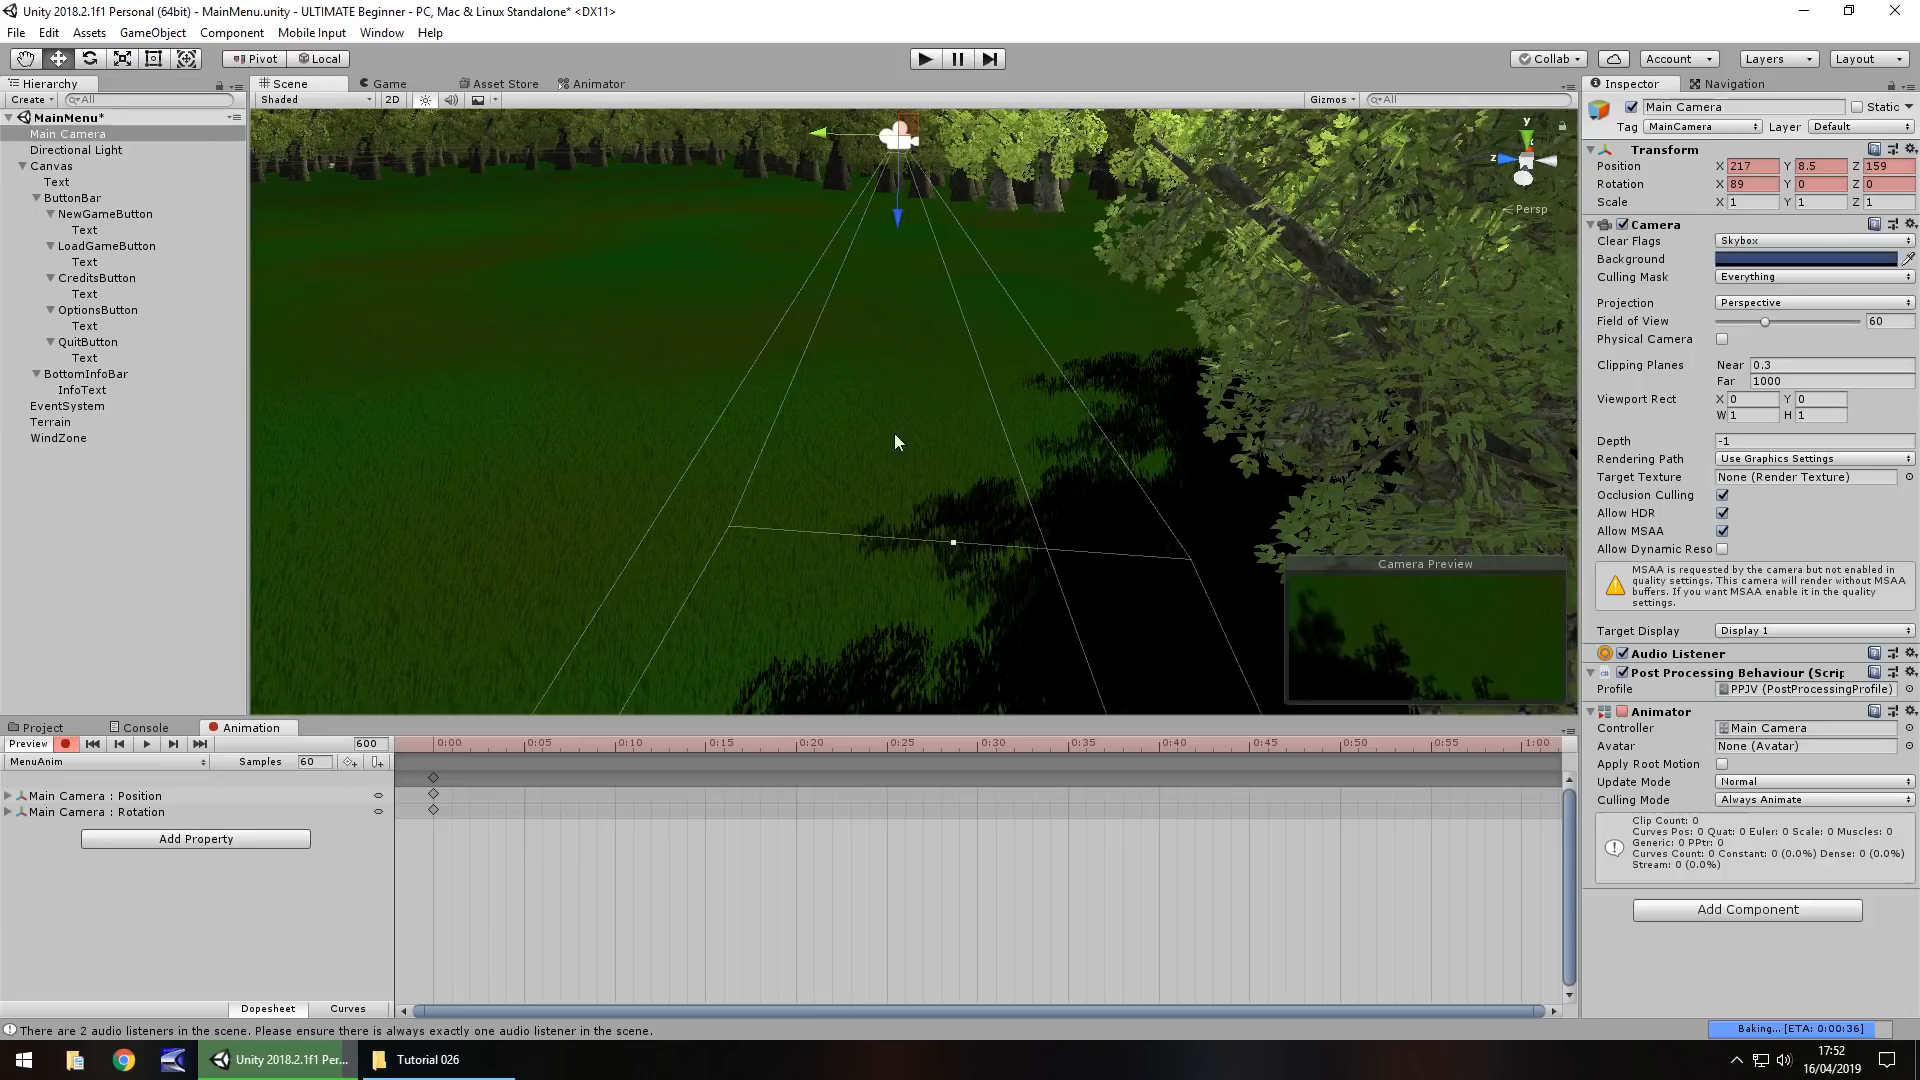 Unity 2018.2.1f1 Personal (64bit) - MainMenu.unity - ULTIMATE Beginner - PC, Mac & Linux Standalone* <DX11>
File Edit Assets GameObject Component Mobile Input Window Help
Pivot Local Collab Account Layers Layout
Hierarchy Scene Game Asset Store Animator Inspector Navigation
Create All Shaded 2D Gizmos All
MainMenu*
Main Camera
Directional Light
Canvas
Text
ButtonBar
NewGameButton
Text
LoadGameButton
Text
CreditsButton
Text
OptionsButton
Text
QuitButton
Text
BottomInfoBar
InfoText
EventSystem
Terrain
WindZone
y
z
< Persp
Camera Preview
Main Camera Static
Tag MainCamera Layer Default
Transform
Position X 217 Y 8.5 Z 159
Rotation X 89 Y 0 Z 0
Scale X 1 Y 1 Z 1
Camera
Clear Flags Skybox
Background
Culling Mask Everything
Projection Perspective
Field of View 60
Physical Camera
Clipping Planes Near 0.3
Far 1000
Viewport Rect X 0 Y 0
W 1 H 1
Depth -1
Rendering Path Use Graphics Settings
Target Texture None (Render Texture)
Occlusion Culling
Allow HDR
Allow MSAA
Allow Dynamic Reso
MSAA is requested by the camera but not enabled in
quality settings. This camera will render without MSAA
buffers. If you want MSAA enable it in the quality
settings.
Target Display Display 1
Audio Listener
Post Processing Behaviour (Scrip
Profile PPJV (PostProcessingProfile)
Animator
Controller Main Camera
Avatar None (Avatar)
Apply Root Motion
Update Mode Normal
Culling Mode Always Animate
Clip Count: 0
Curves Pos: 0 Quat: 0 Euler: 0 Scale: 0 Muscles: 0
Generic: 0 PPtr: 0
Curves Count: 0 Constant: 0 (0.0%) Dense: 0 (0.0%)
Stream: 0 (0.0%)
Add Component
Project Console Animation
Preview 600 0:00 0:05 0:10 0:15 0:20 0:25 0:30 0:35 0:40 0:45 0:50 0:55 1:00
MenuAnim Samples 60
Main Camera : Position
Main Camera : Rotation
Add Property
Dopesheet Curves
There are 2 audio listeners in the scene. Please ensure there is always exactly one audio listener in the scene.
Baking... [ETA: 0:00:36]
Unity 2018.2.1f1 Per... Tutorial 026
17:52
16/04/2019